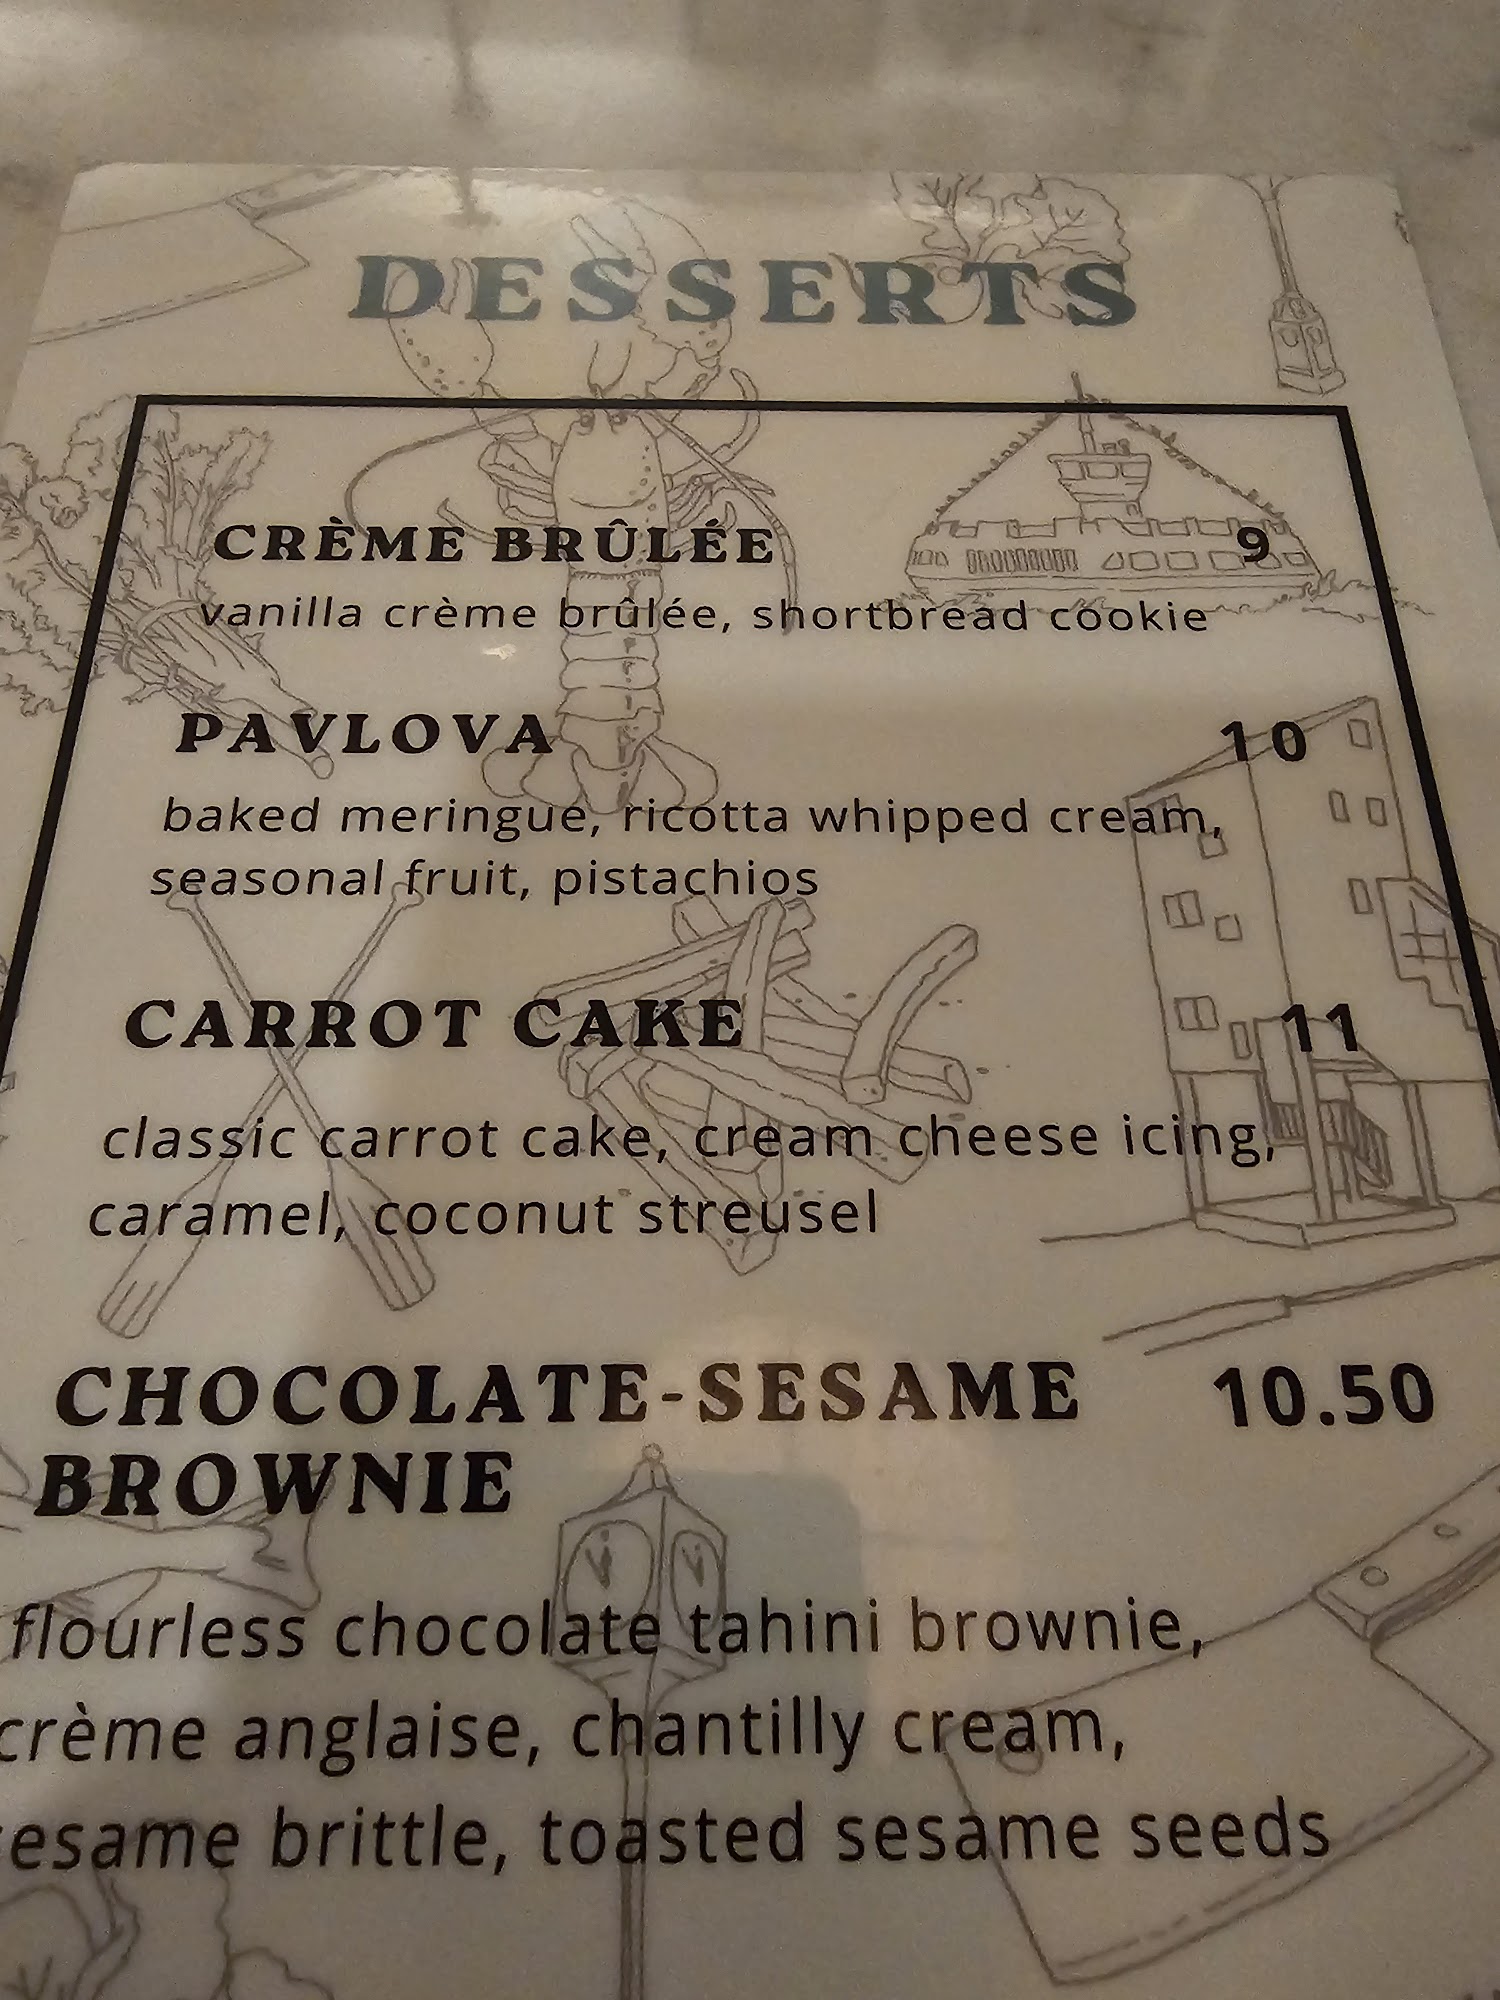 DESSERTS
CRÈME BRÛLÉE 9
vanilla crème brûlée, shortbread cookie
PAVLOVA 10
baked meringue, ricotta whipped cream,
seasonal fruit, pistachios
CARROT CAKE 11
classic carrot cake, cream cheese icing,
caramel, coconut streusel
CHOCOLATE-SESAME 10.50
BROWNIE
flourless chocolate tahini brownie,
crème anglaise, chantilly cream,
sesame brittle, toasted sesame seeds